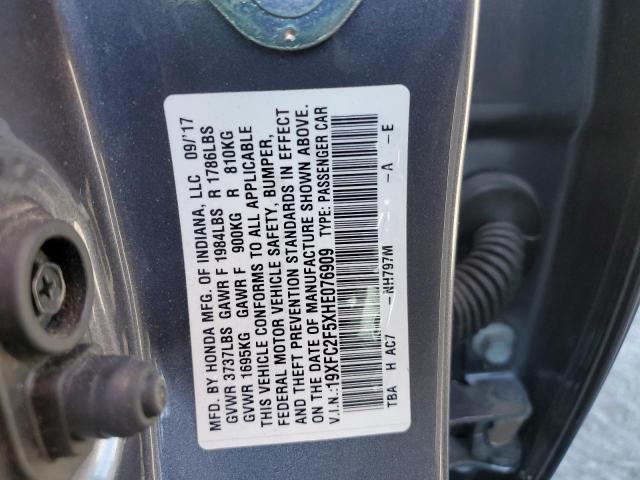 MFD. BY HONDA MFG. OF INDIANA, LLC 09/'17
GVWR 3737LBS GAWR F 1984LBS R 1786LBS
GVWR 1695KG GAWR F 900KG R 810KG
THIS VEHICLE CONFORMS TO ALL APPLICABLE
FEDERAL MOTOR VEHICLE SAFETY, BUMPER,
AND THEFT PREVENTION STANDARDS IN EFFECT
ON THE DATE OF MANUFACTURE SHOWN ABOVE.
V.I.N.:19XFC2F5XHE076909 TYPE: PASSENGER CAR
TBA H AC7 - NH797M - A - E